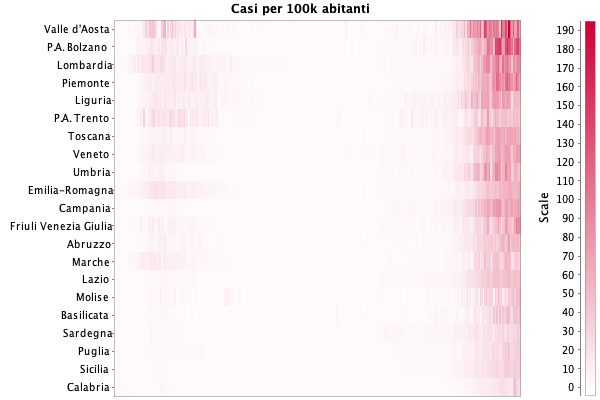 Casi per 100k abitanti
Valle d'Aosta
P.A. Bolzano
Lombardia
Piemonte
Liguria
P.A. Trento
Toscana
Veneto
Umbria
Emilia-Romagna
Campania
Friuli Venezia Giulia
Abruzzo
Marche
Lazio
Molise
Basilicata
Sardegna
Puglia
Sicilia
Calabria
Scale
190
180
170
160
150
140
130
120
110
100
90
80
70
60
50
40
30
20
10
0